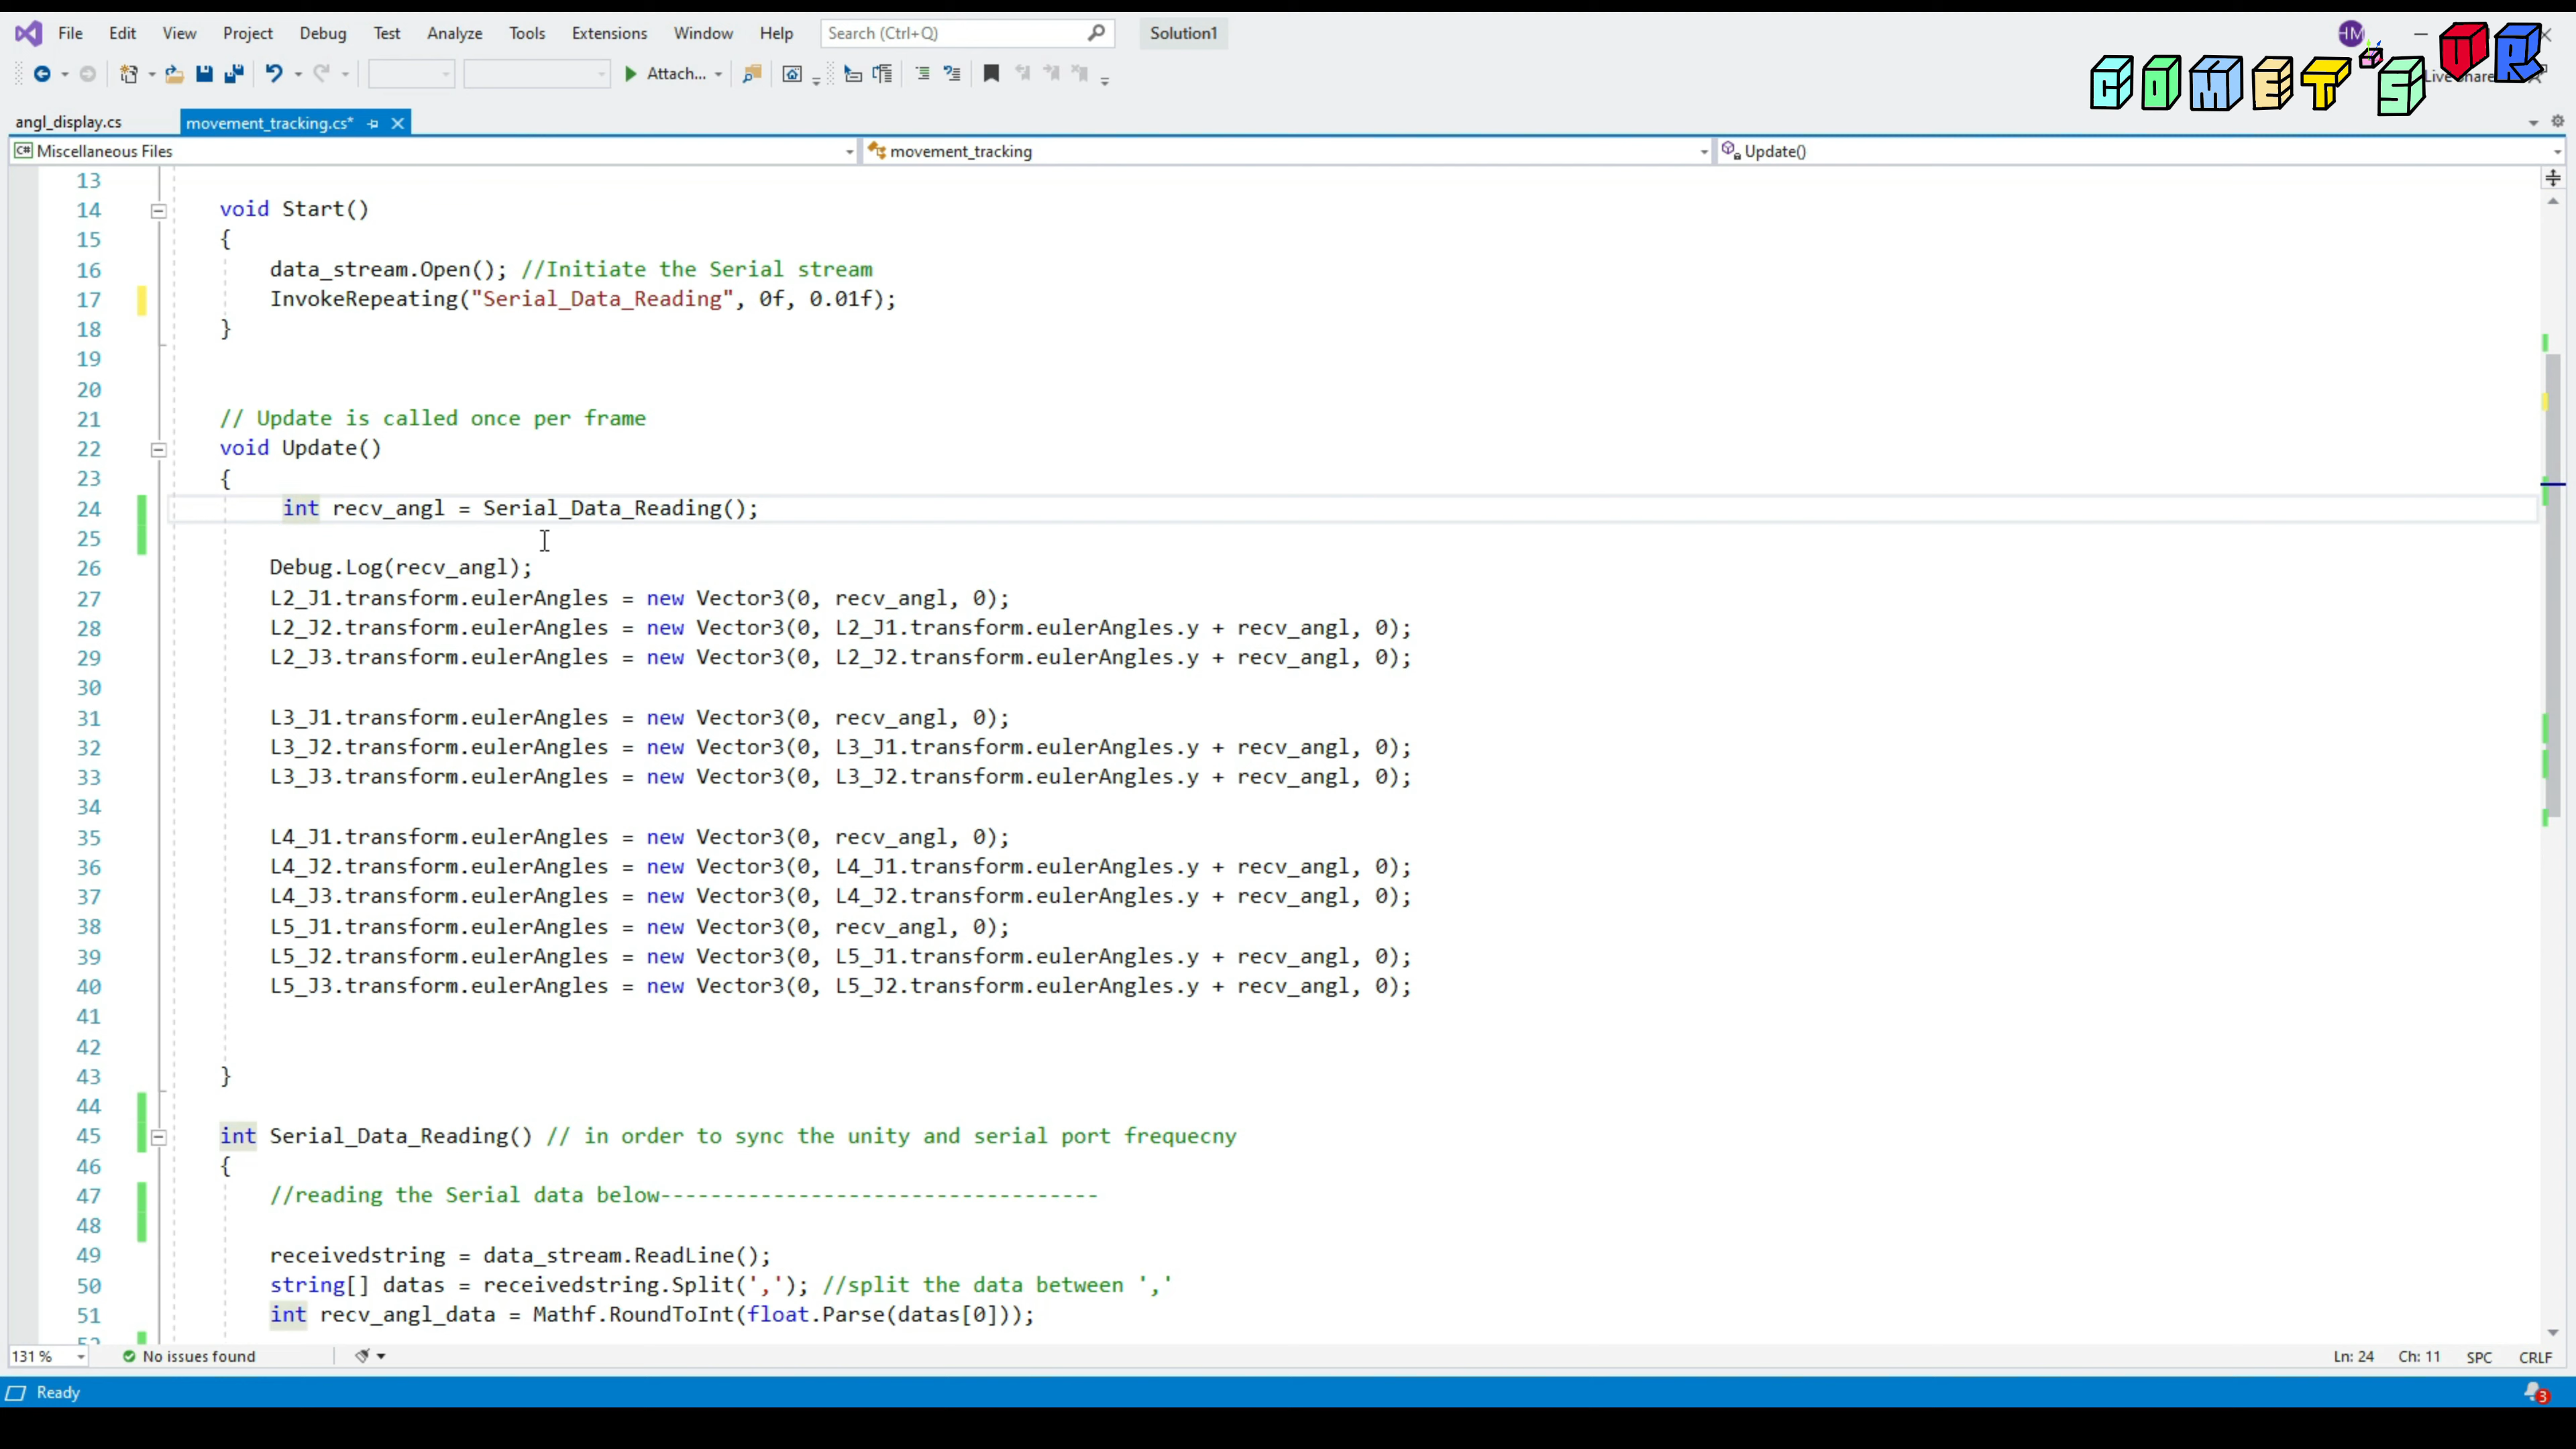 File Edit View Project Debug Test Analyze Tools Extensions Window Help Search (Ctrl+Q) Solution1 HM
COMET'S VR
Attach...
angl_display.cs movement_tracking.cs*
C# Miscellaneous Files movement_tracking Update()
13
14 void Start()
15 {
16 data_stream.Open(); //Initiate the Serial stream
17 InvokeRepeating("Serial_Data_Reading", 0f, 0.01f);
18 }
19
20
21 // Update is called once per frame
22 void Update()
23 {
24 int recv_angl = Serial_Data_Reading();
25
26 Debug.Log(recv_angl);
27 L2_J1.transform.eulerAngles = new Vector3(0, recv_angl, 0);
28 L2_J2.transform.eulerAngles = new Vector3(0, L2_J1.transform.eulerAngles.y + recv_angl, 0);
29 L2_J3.transform.eulerAngles = new Vector3(0, L2_J2.transform.eulerAngles.y + recv_angl, 0);
30
31 L3_J1.transform.eulerAngles = new Vector3(0, recv_angl, 0);
32 L3_J2.transform.eulerAngles = new Vector3(0, L3_J1.transform.eulerAngles.y + recv_angl, 0);
33 L3_J3.transform.eulerAngles = new Vector3(0, L3_J2.transform.eulerAngles.y + recv_angl, 0);
34
35 L4_J1.transform.eulerAngles = new Vector3(0, recv_angl, 0);
36 L4_J2.transform.eulerAngles = new Vector3(0, L4_J1.transform.eulerAngles.y + recv_angl, 0);
37 L4_J3.transform.eulerAngles = new Vector3(0, L4_J2.transform.eulerAngles.y + recv_angl, 0);
38 L5_J1.transform.eulerAngles = new Vector3(0, recv_angl, 0);
39 L5_J2.transform.eulerAngles = new Vector3(0, L5_J1.transform.eulerAngles.y + recv_angl, 0);
40 L5_J3.transform.eulerAngles = new Vector3(0, L5_J2.transform.eulerAngles.y + recv_angl, 0);
41
42
43 }
44
45 int Serial_Data_Reading() // in order to sync the unity and serial port frequecny
46 {
47 //reading the Serial data below-----------------------------------
48
49 receivedstring = data_stream.ReadLine();
50 string[] datas = receivedstring.Split(','); //split the data between ','
51 int recv_angl_data = Mathf.RoundToInt(float.Parse(datas[0]));
52
131 % No issues found Ln: 24 Ch: 11 SPC CRLF
Ready 3